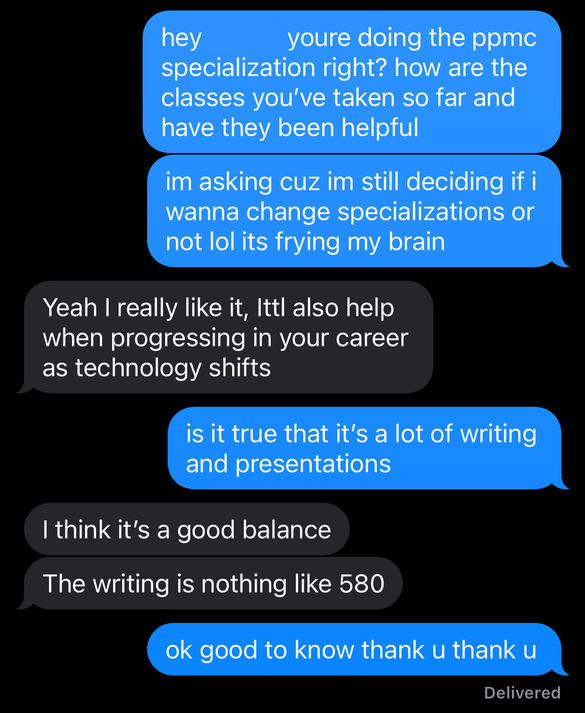 hey youre doing the ppmc
specialization right? how are the
classes you’ve taken so far and
have they been helpful
im asking cuz im still deciding if i
wanna change specializations or
not lol its frying my brain
Yeah I really like it, Ittl also help
when progressing in your career
as technology shifts
is it true that it’s a lot of writing
and presentations
I think it’s a good balance
The writing is nothing like 580
ok good to know thank u thank u
Delivered